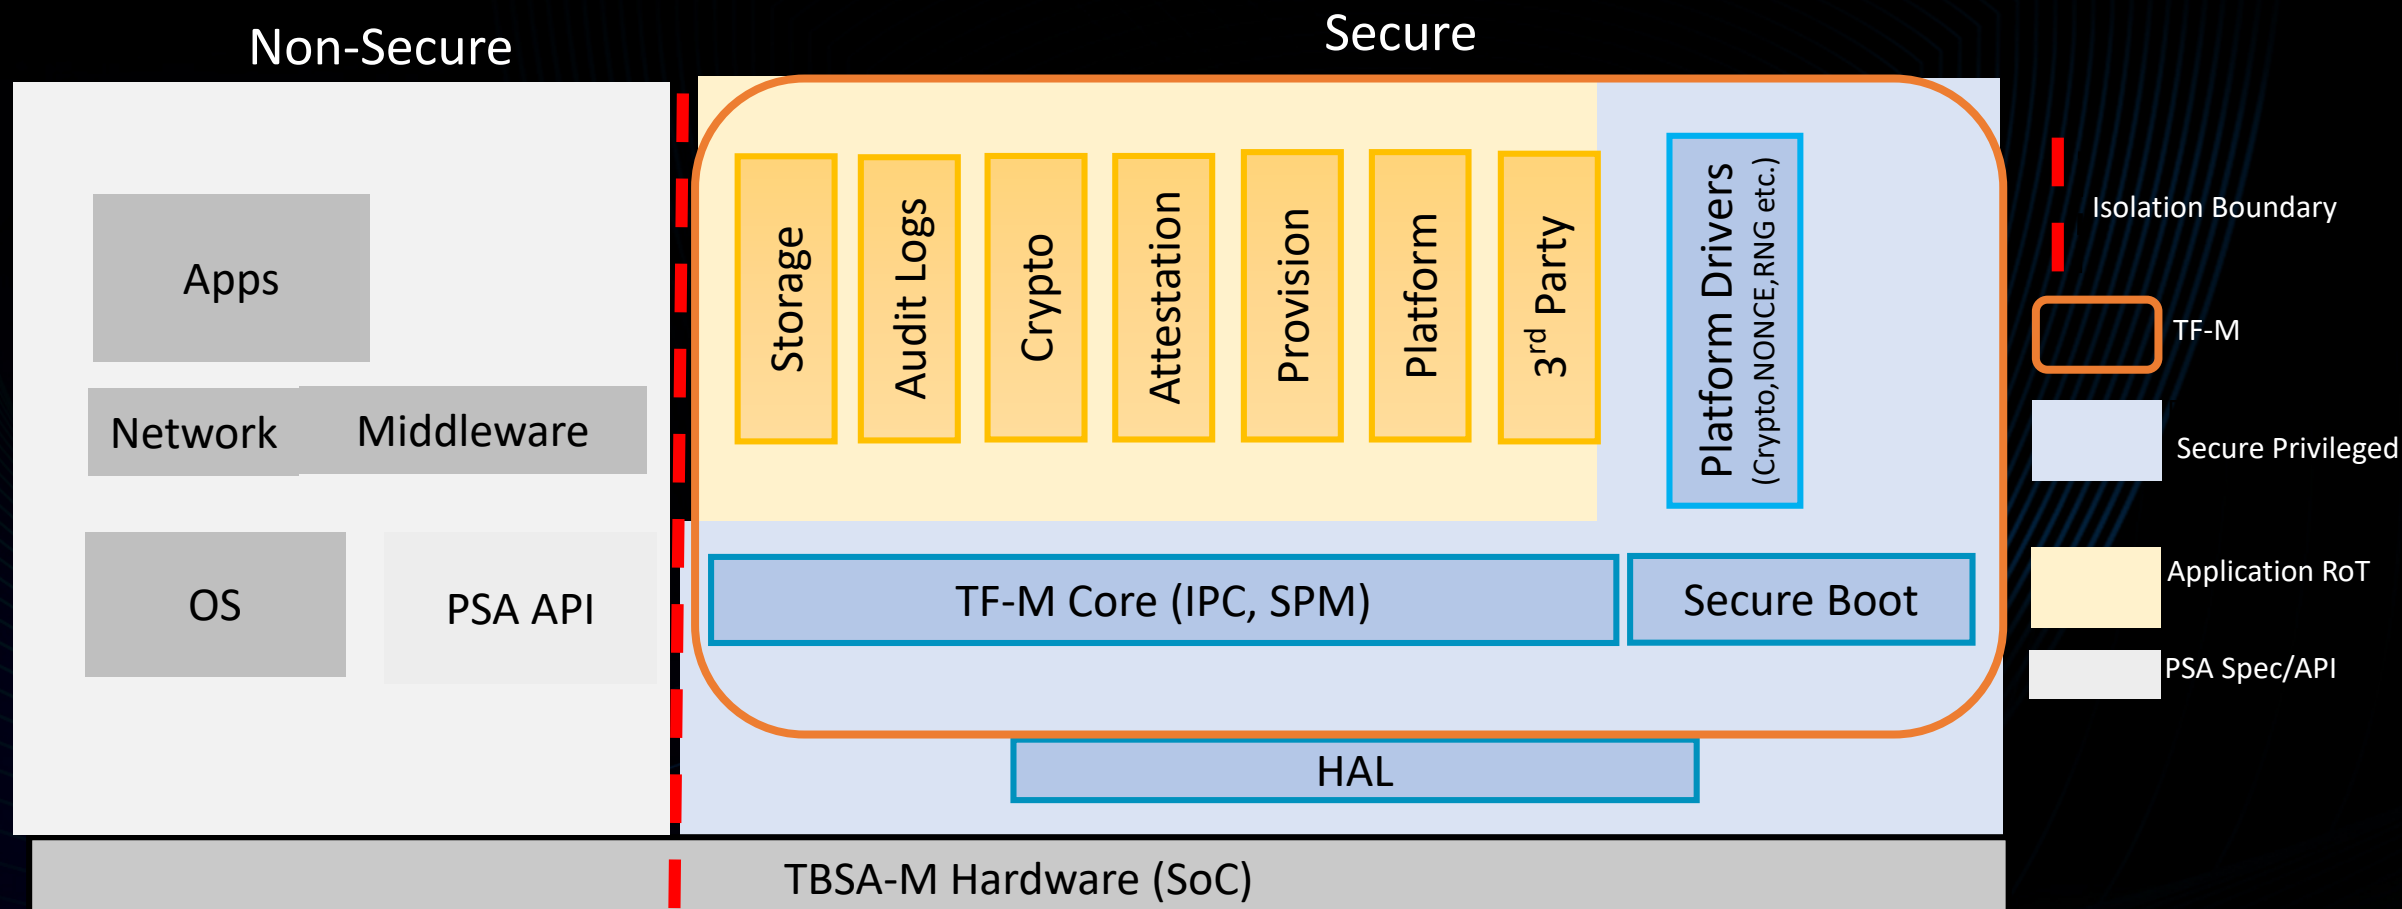 Non-Secure
Secure
Apps
Network
Middleware
OS
PSA API
Storage
Audit Logs
Crypto
Attestation
Provision
Platform
3rd Party
Platform Drivers
(Crypto,NONCE,RNG etc.)
TF-M Core (IPC, SPM)
Secure Boot
HAL
TBSA-M Hardware (SoC)
Isolation Boundary
TF-M
Secure Privileged
Application RoT
PSA Spec/API